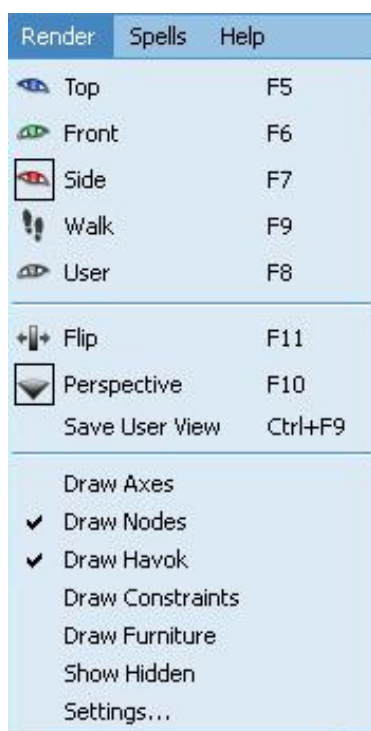 Render Spells Help
Top F5
Front F6
Side F7
Walk F9
User F8
Flip F11
Perspective F10
Save User View Ctrl+F9
Draw Axes
Draw Nodes
Draw Havok
Draw Constraints
Draw Furniture
Show Hidden
Settings...